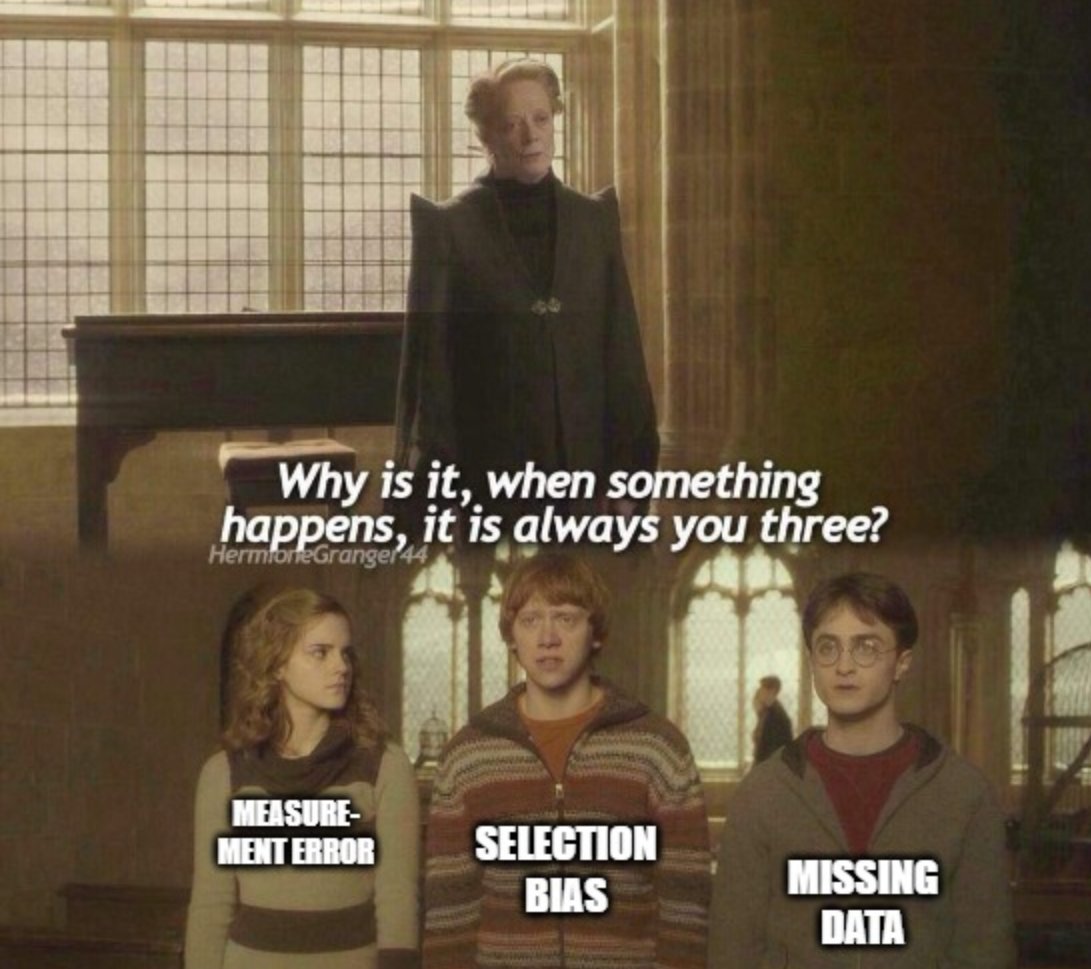 Why is it, when something
happens, it is always you three?
HermioneGranger44
MEASURE-
MENT ERROR
SELECTION
BIAS
MISSING
DATA